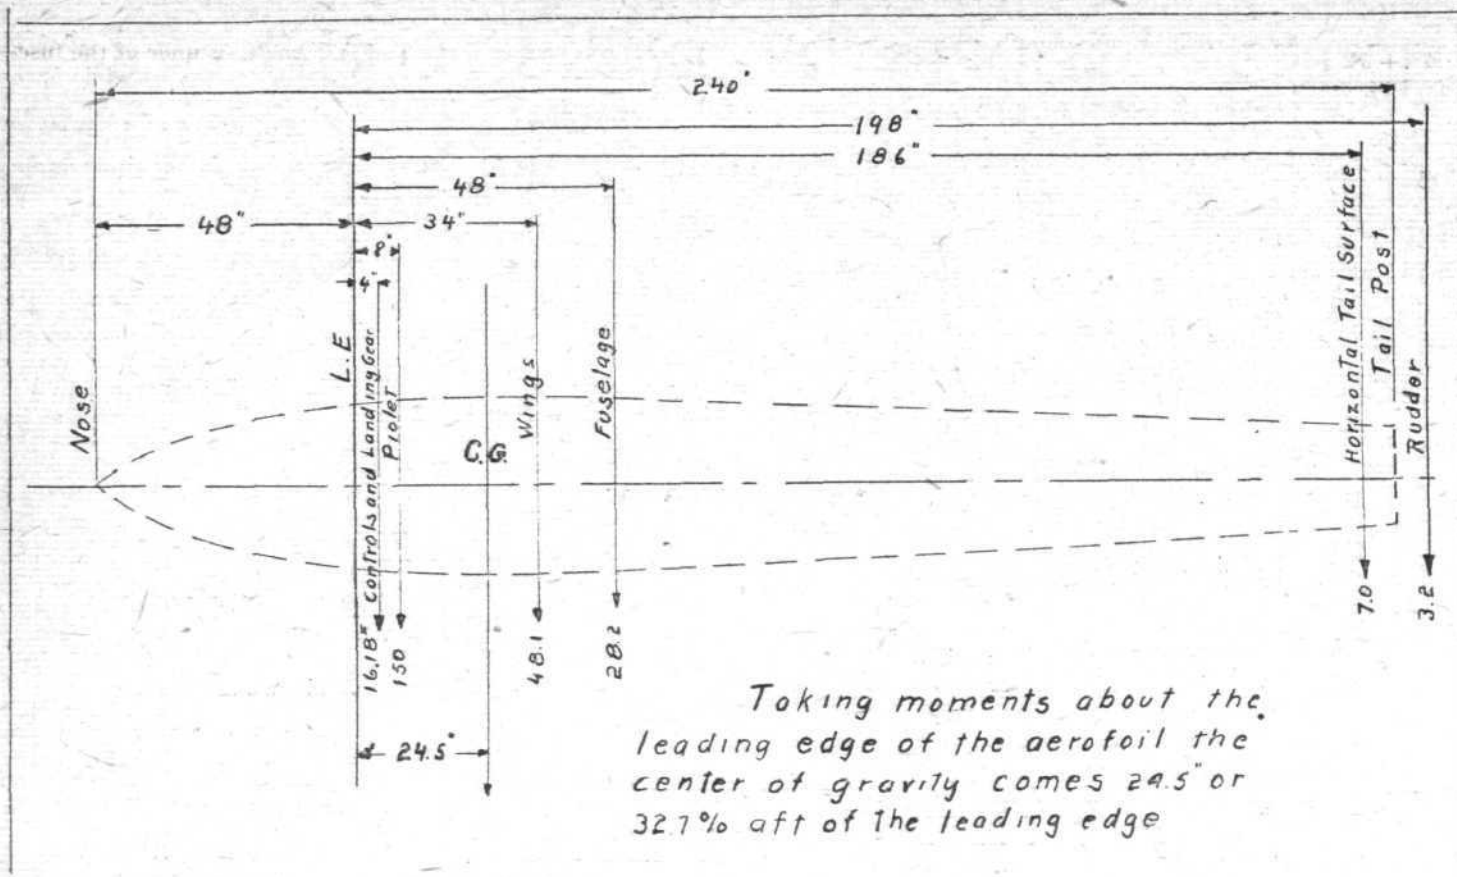 240"
198"
186"
48"
48"
34"
8"
4"
Nose
L.E
Controls and Landing Gear
Piolet
C.G.
Wings
Fuselage
Horizontal Tail Surface
Tail Post
Rudder
16.18#
150
48.1
28.2
7.0
3.2
24.5"
Toking moments about the
leading edge of the aerofoil the
center of gravity comes 24.5" or
32.7% aft of the leading edge